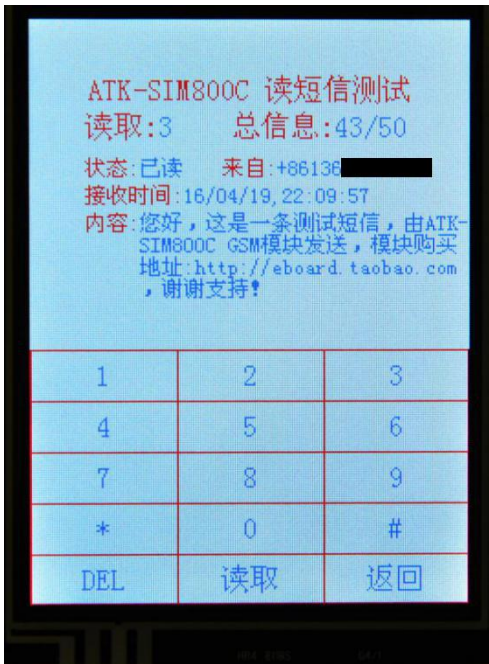 ATK-SIM800C 读短信测试
读取:3 总信息:43/50
状态:已读 来自:+86136
接收时间:16/04/19,22:09:57
内容:您好，这是一条测试短信，由ATK-
SIM800C GSM模块发送，模块购买
地址:http://eboard.taobao.com
，谢谢支持!
1 2 3
4 5 6
7 8 9
* 0 #
DEL 读取 返回